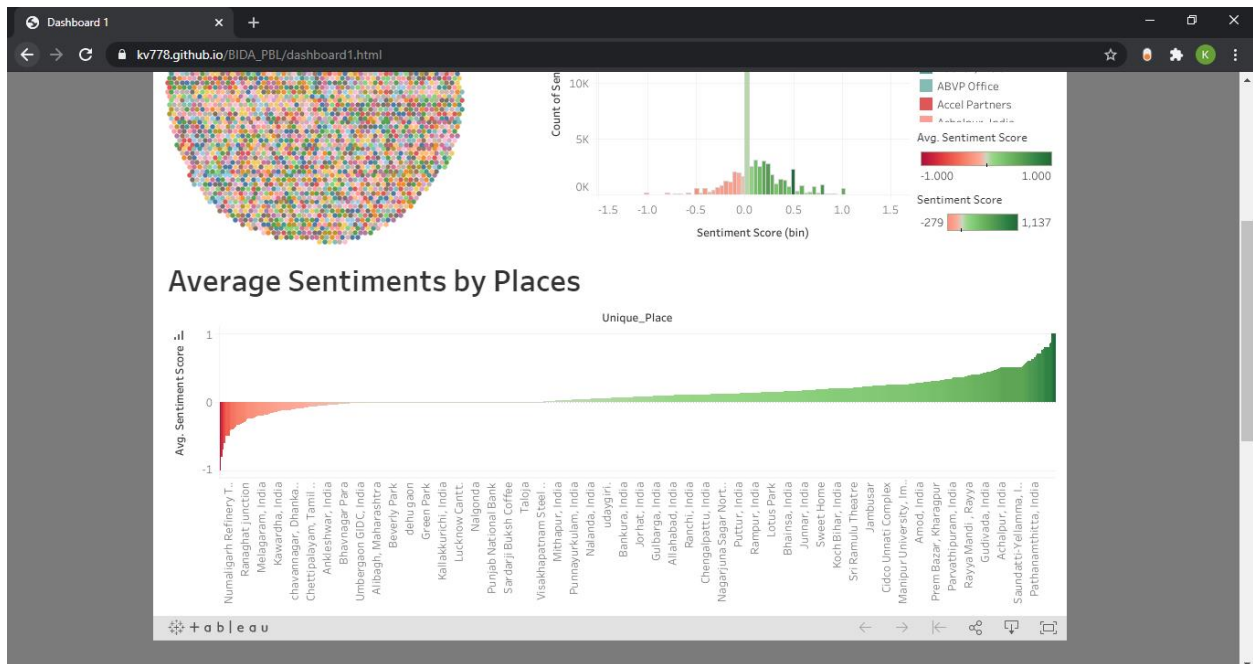 Dashboard 1
kv778.github.io/BIDA_PBL/dashboard1.html
K
Count of Sen
10K
5K
0K
-1.5 -1.0 -0.5 0.0 0.5 1.0 1.5
Sentiment Score (bin)
ABVP Office
Accel Partners
Avg. Sentiment Score
-1.000 1.000
Sentiment Score
-279 1,137
Average Sentiments by Places
Unique_Place
Avg. Sentiment Score
1
0
-1
Numaligarh Refinery T..
Ranaghat junction
Melagaram, India
Kawardha, India
chavannagar, Dhanka..
Chettipalayam, Tamil ..
Ankleshwar, India
Bhavnagar Para
Umbergaon GIDC, India
Alibagh, Maharashtra
Beverly Park
dehu gaon
Green Park
Kallakkurichi, India
Lucknow Cantt.
Nalgonda
Punjab National Bank
Sardarji Buksh Coffee
Taloja
Visakhapatnam Steel ..
Mithapur, India
Punnayurkulam, India
Nalanda, India
udaygiri.
Bankura, India
Jorhat, India
Gulbarga, India
Allahabad, India
Ranchi, India
Chengalpattu, India
Nagarjuna Sagar Nort..
Puttur, India
Rampur, India
Lotus Park
Bhainsa, India
Junnar, India
Sweet Home
Koch Bihar, India
Sri Ramulu Theatre
Jambusar
Cidco Unnati Complex
Manipur University, Im..
Amod, India
Prem Bazar, Kharagpur
Parvathipuram, India
Rayya Mandi , Rayya
Gudivada, India
Achalpur, India
Saundatti-Yellamma, I..
Pathanamthitta, India
+ a b l e a u